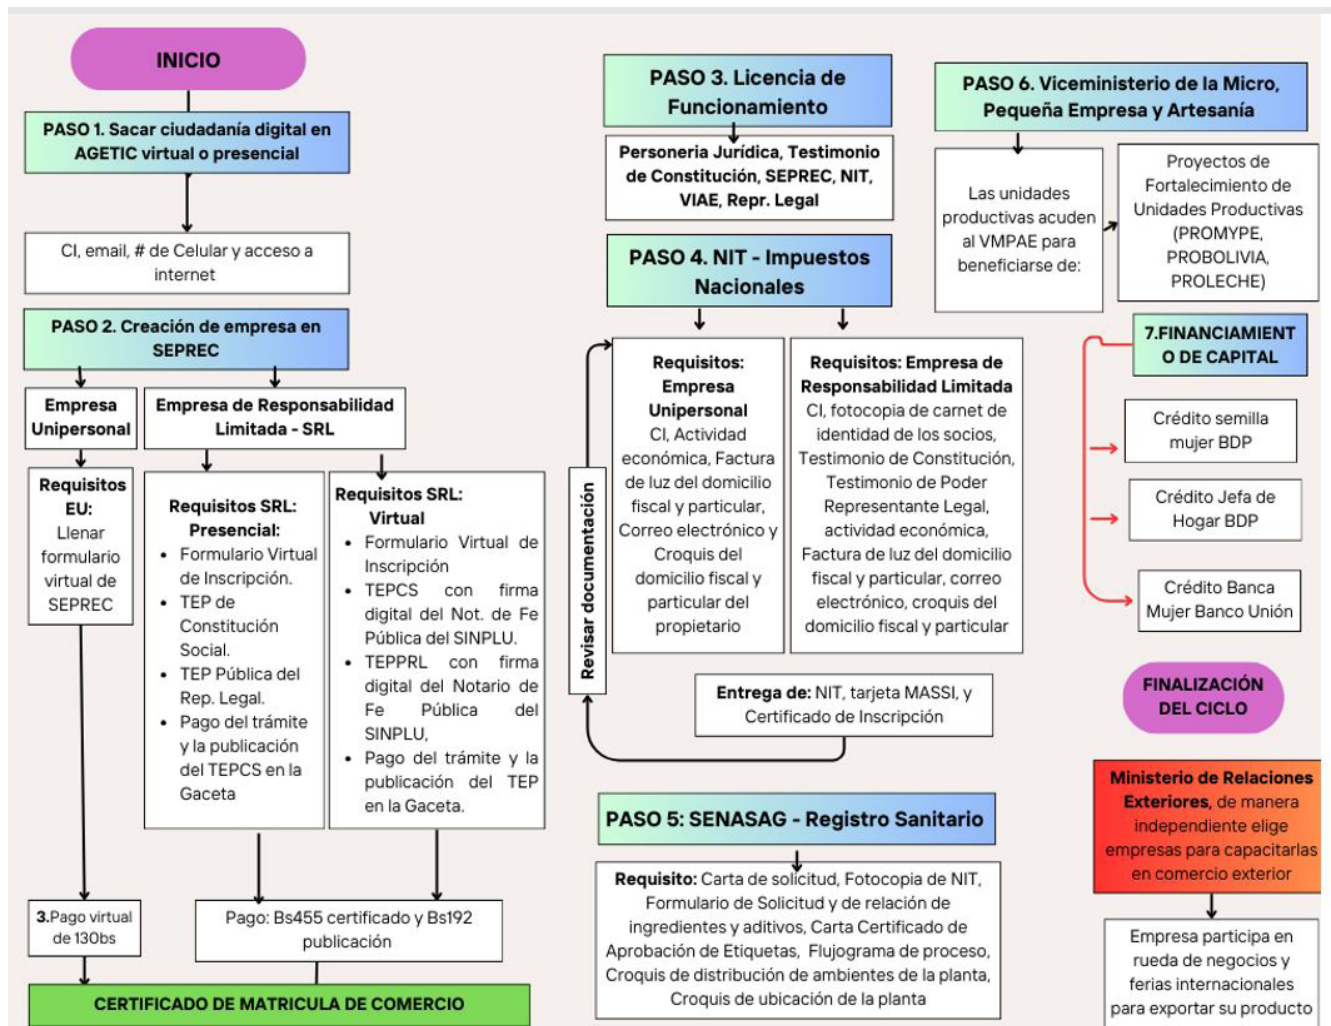 INICIO
PASO 1. Sacar ciudadanía digital en
AGETIC virtual o presencial
CI, email, # de Celular y acceso a
internet
PASO 2. Creación de empresa en
SEPREC
Empresa
Unipersonal
Empresa de Responsabilidad
Limitada - SRL
Requisitos
EU:
Llenar
formulario
virtual de
SEPREC
Requisitos SRL:
Presencial:
• Formulario Virtual
de Inscripción.
• TEP de
Constitución
Social.
• TEP Pública del
Rep. Legal.
• Pago del trámite
y la publicación
del TEPCS en la
Gaceta
Requisitos SRL:
Virtual
• Formulario Virtual de
Inscripción
• TEPCS con firma
digital del Not. de Fe
Pública del SINPLU.
• TEPPRL con firma
digital del Notario de
Fe Pública del
SINPLU,
• Pago del trámite y la
publicación del TEP
en la Gaceta.
3.Pago virtual
de 130bs
Pago: Bs455 certificado y Bs192
publicación
CERTIFICADO DE MATRICULA DE COMERCIO
PASO 3. Licencia de
Funcionamiento
Personeria Jurídica, Testimonio
de Constitución, SEPREC, NIT,
VIAE, Repr. Legal
PASO 4. NIT - Impuestos
Nacionales
Revisar documentación
Requisitos:
Empresa
Unipersonal
CI, Actividad
económica, Factura
de luz del domicilio
fiscal y particular,
Correo electrónico y
Croquis del
domicilio fiscal y
particular del
propietario
Requisitos: Empresa de
Responsabilidad Limitada
CI, fotocopia de carnet de
identidad de los socios,
Testimonio de Constitución,
Testimonio de Poder
Representante Legal,
actividad económica,
Factura de luz del domicilio
fiscal y particular, correo
electrónico, croquis del
domicilio fiscal y particular
Entrega de: NIT, tarjeta MASSI, y
Certificado de Inscripción
PASO 5: SENASAG - Registro Sanitario
Requisito: Carta de solicitud, Fotocopia de NIT,
Formulario de Solicitud y de relación de
ingredientes y aditivos, Carta Certificado de
Aprobación de Etiquetas, Flujograma de proceso,
Croquis de distribución de ambientes de la planta,
Croquis de ubicación de la planta
PASO 6. Viceministerio de la Micro,
Pequeña Empresa y Artesanía
Las unidades
productivas acuden
al VMPAE para
beneficiarse de:
Proyectos de
Fortalecimiento de
Unidades Productivas
(PROMYPE,
PROBOLIVIA,
PROLECHE)
7.FINANCIAMIENT
O DE CAPITAL
Crédito semilla
mujer BDP
Crédito Jefa de
Hogar BDP
Crédito Banca
Mujer Banco Unión
FINALIZACIÓN
DEL CICLO
Ministerio de Relaciones
Exteriores, de manera
independiente elige
empresas para capacitarlas
en comercio exterior
Empresa participa en
rueda de negocios y
ferias internacionales
para exportar su producto